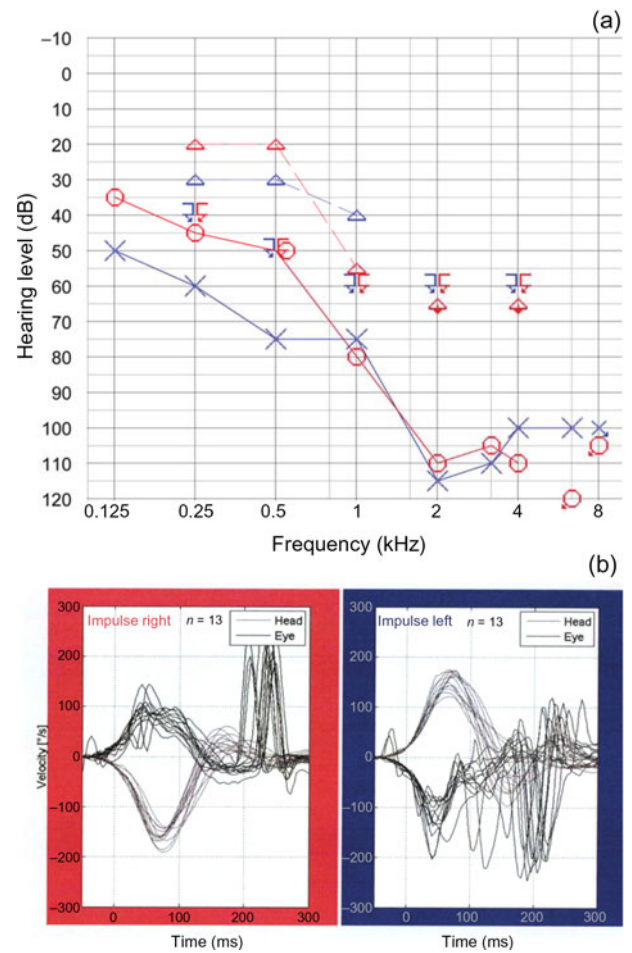 (a)
−10
0
10
20
30
40
50
60
70
80
90
100
110
120
Hearing level (dB)
0.125 0.25 0.5 1 2 4 8
Frequency (kHz)
(b)
300
200
100
0
−100
−200
−300
Velocity [°/s]
Impulse right n = 13
Head
Eye
0 100 200 300
Time (ms)
300
200
100
0
−100
−200
−300
Impulse left n = 13
Head
Eye
0 100 200 300
Time (ms)